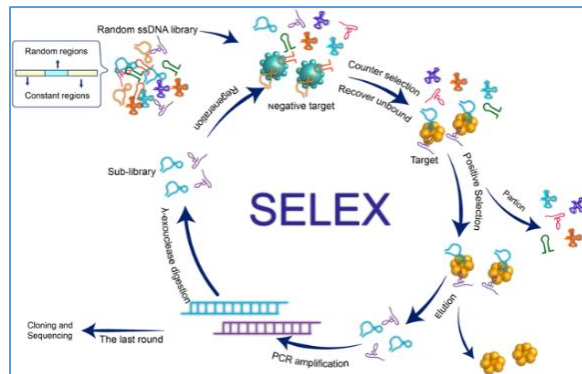 Random ssDNA library
Random regions
Constant regions
Negative target
Counter selection
Recover unbound
Target
Positive Selection
Partion
Elution
PCR amplification
The last round
Cloning and
Sequencing
γ-exouclease digestion
Sub-library
Regeneration
SELEX